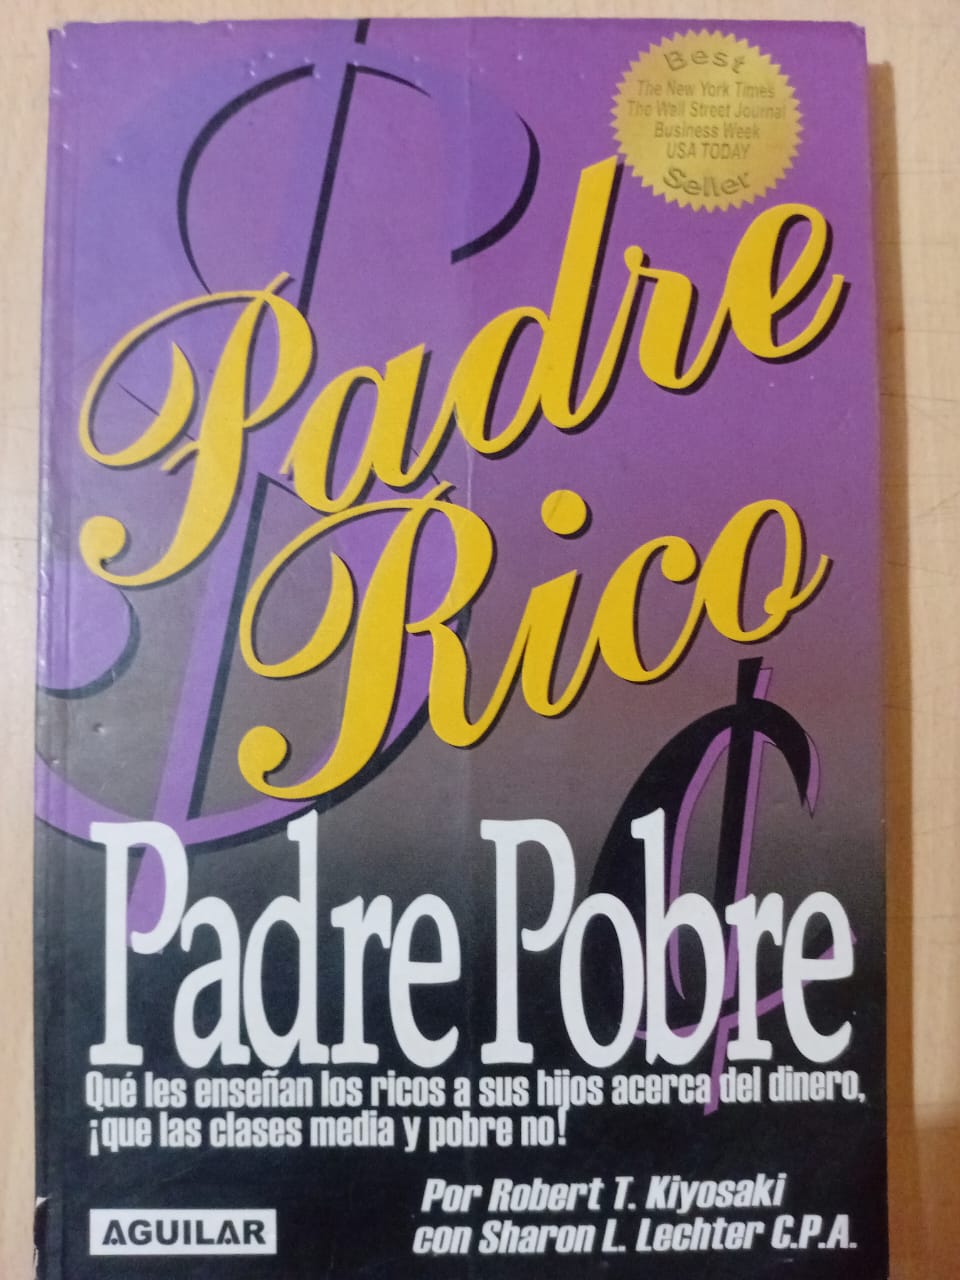 Best
The New York Times
The Wall Street Journal
Business Week
USA TODAY
Seller
Padre
Rico
Padre Pobre
Qué les enseñan los ricos a sus hijos acerca del dinero,
¡que las clases media y pobre no!
Por Robert T. Kiyosaki
con Sharon L. Lechter C.P.A.
AGUILAR